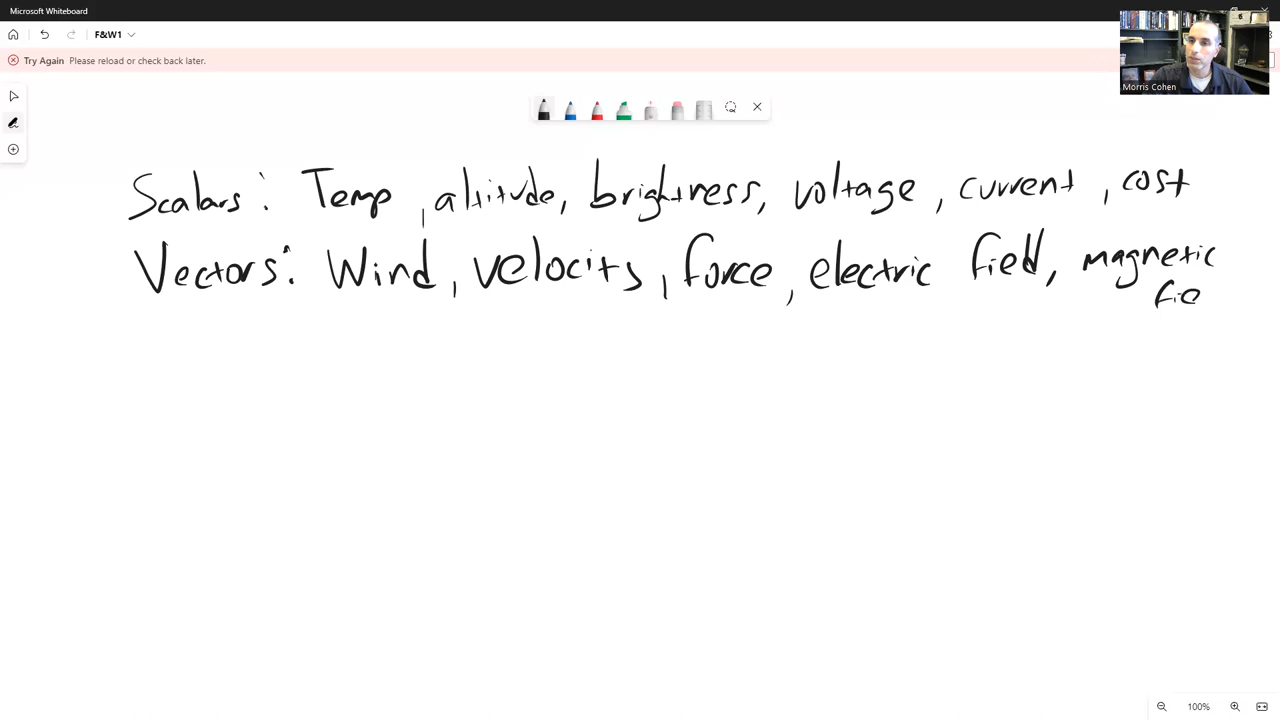 Microsoft Whiteboard
F&W1
Try Again Please reload or check back later.
Morris Cohen
Scalars: Temp, altitude, brightness, voltage, current, cost
Vectors: Wind, velocity, force, electric field, magnetic
fie
100%